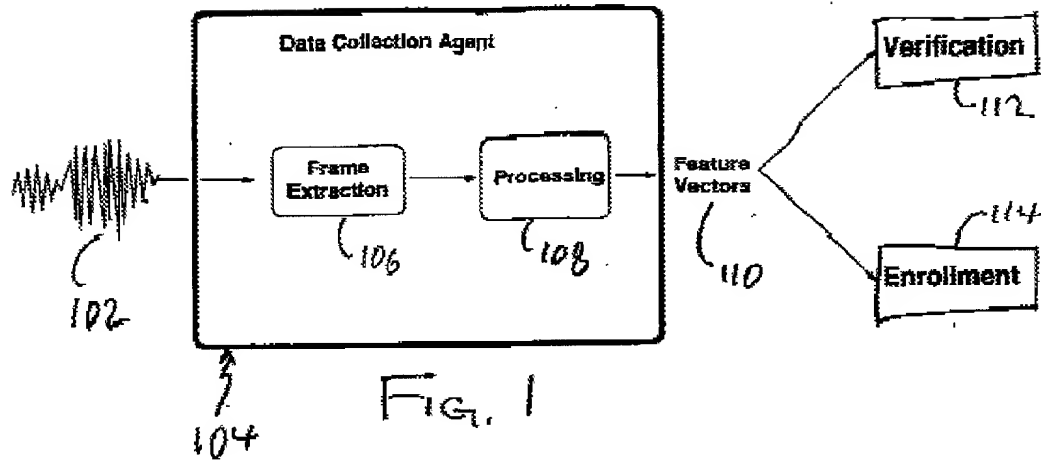 Data Collection Agent
Verification
112
Frame
Extraction
106
Processing
108
Feature
Vectors
110
102
114
Enrollment
104
FIG. 1